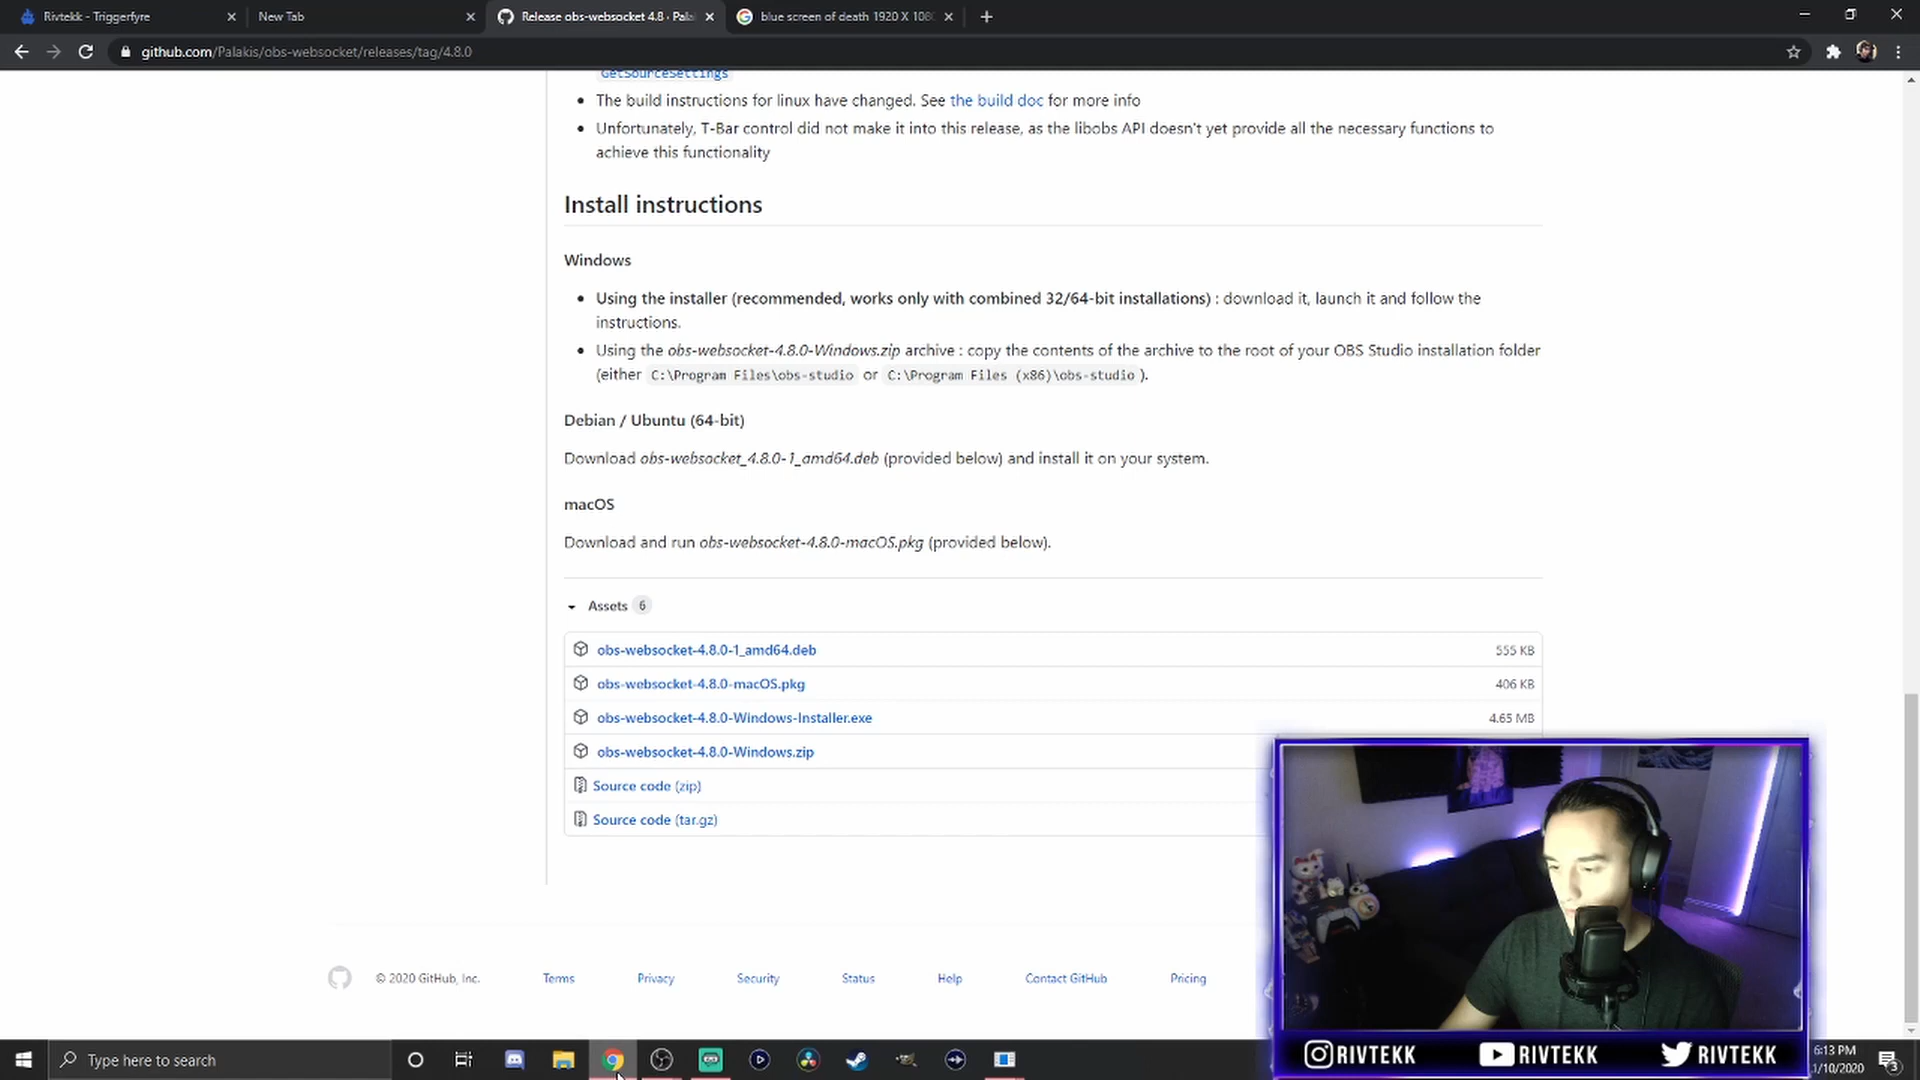 Rivtekk - Triggerfyre
New Tab
Release obs-websocket 4.8 · Pala
blue screen of death 1920 X 108
github.com/Palakis/obs-websocket/releases/tag/4.8.0
GetSourceSettings
The build instructions for linux have changed. See the build doc for more info
Unfortunately, T-Bar control did not make it into this release, as the libobs API doesn't yet provide all the necessary functions to
achieve this functionality
Install instructions
Windows
Using the installer (recommended, works only with combined 32/64-bit installations) : download it, launch it and follow the
instructions.
Using the obs-websocket-4.8.0-Windows.zip archive : copy the contents of the archive to the root of your OBS Studio installation folder
(either C:\Program Files\obs-studio or C:\Program Files (x86)\obs-studio ).
Debian / Ubuntu (64-bit)
Download obs-websocket_4.8.0-1_amd64.deb (provided below) and install it on your system.
macOS
Download and run obs-websocket-4.8.0-macOS.pkg (provided below).
Assets 6
obs-websocket-4.8.0-1_amd64.deb 555 KB
obs-websocket-4.8.0-macOS.pkg 406 KB
obs-websocket-4.8.0-Windows-Installer.exe 4.65 MB
obs-websocket-4.8.0-Windows.zip
Source code (zip)
Source code (tar.gz)
© 2020 GitHub, Inc. Terms Privacy Security Status Help Contact GitHub Pricing
RIVTEKK RIVTEKK RIVTEKK
Type here to search
6:13 PM
1/10/2020
3